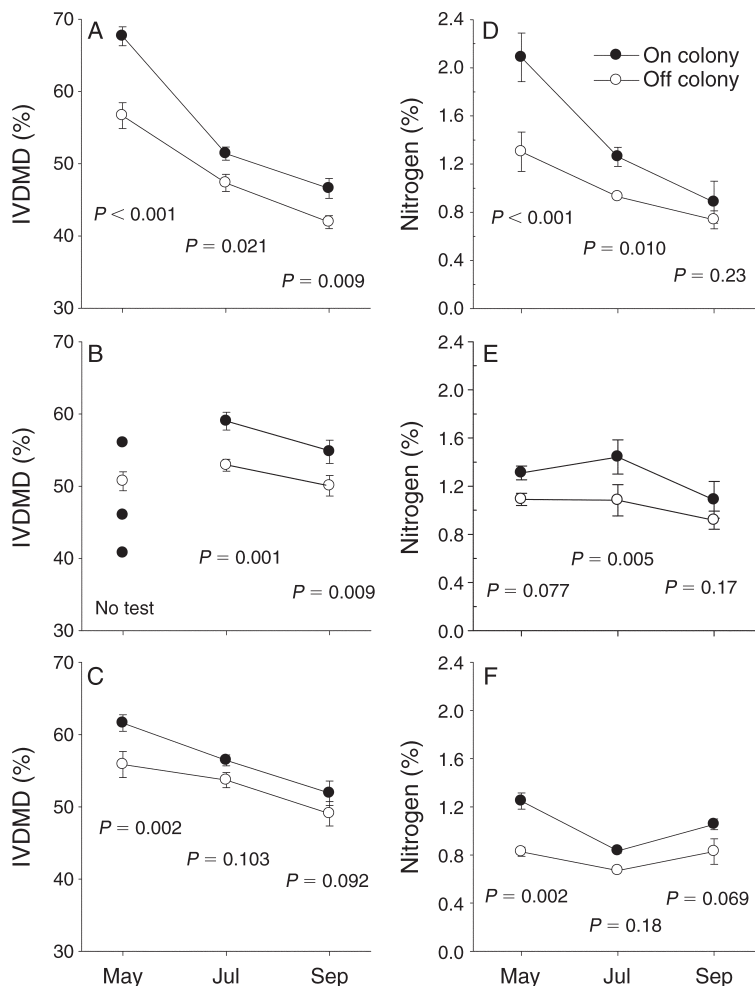 A
70
60
50
40
30
IVDMD (%)
P < 0.001
P = 0.021
P = 0.009
D
2.4
2.0
1.6
1.2
0.8
0.4
0.0
Nitrogen (%)
On colony
Off colony
P < 0.001
P = 0.010
P = 0.23
B
70
60
50
40
30
IVDMD (%)
No test
P = 0.001
P = 0.009
E
2.4
2.0
1.6
1.2
0.8
0.4
0.0
Nitrogen (%)
P = 0.077
P = 0.005
P = 0.17
C
70
60
50
40
30
IVDMD (%)
P = 0.002
P = 0.103
P = 0.092
May Jul Sep
F
2.4
2.0
1.6
1.2
0.8
0.4
0.0
Nitrogen (%)
P = 0.002
P = 0.18
P = 0.069
May Jul Sep